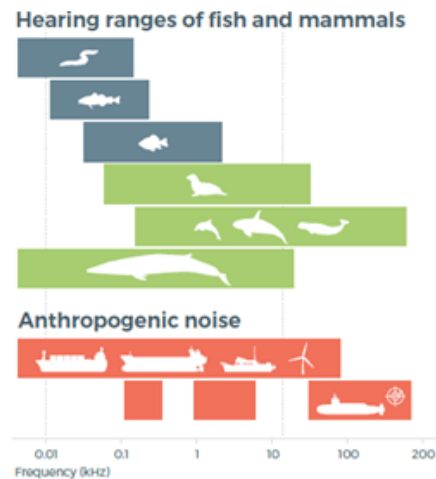 Hearing ranges of fish and mammals
Anthropogenic noise
0.01 0.1 1 10 100 200
Frequency (kHz)